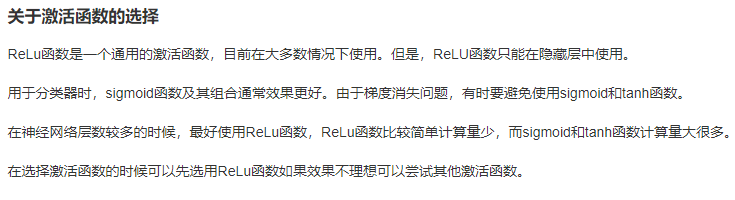 关于激活函数的选择
ReLu函数是一个通用的激活函数，目前在大多数情况下使用。但是，ReLU函数只能在隐藏层中使用。
用于分类器时，sigmoid函数及其组合通常效果更好。由于梯度消失问题，有时要避免使用sigmoid和tanh函数。
在神经网络层数较多的时候，最好使用ReLu函数，ReLu函数比较简单计算量少，而sigmoid和tanh函数计算量大很多。
在选择激活函数的时候可以先选用ReLu函数如果效果不理想可以尝试其他激活函数。